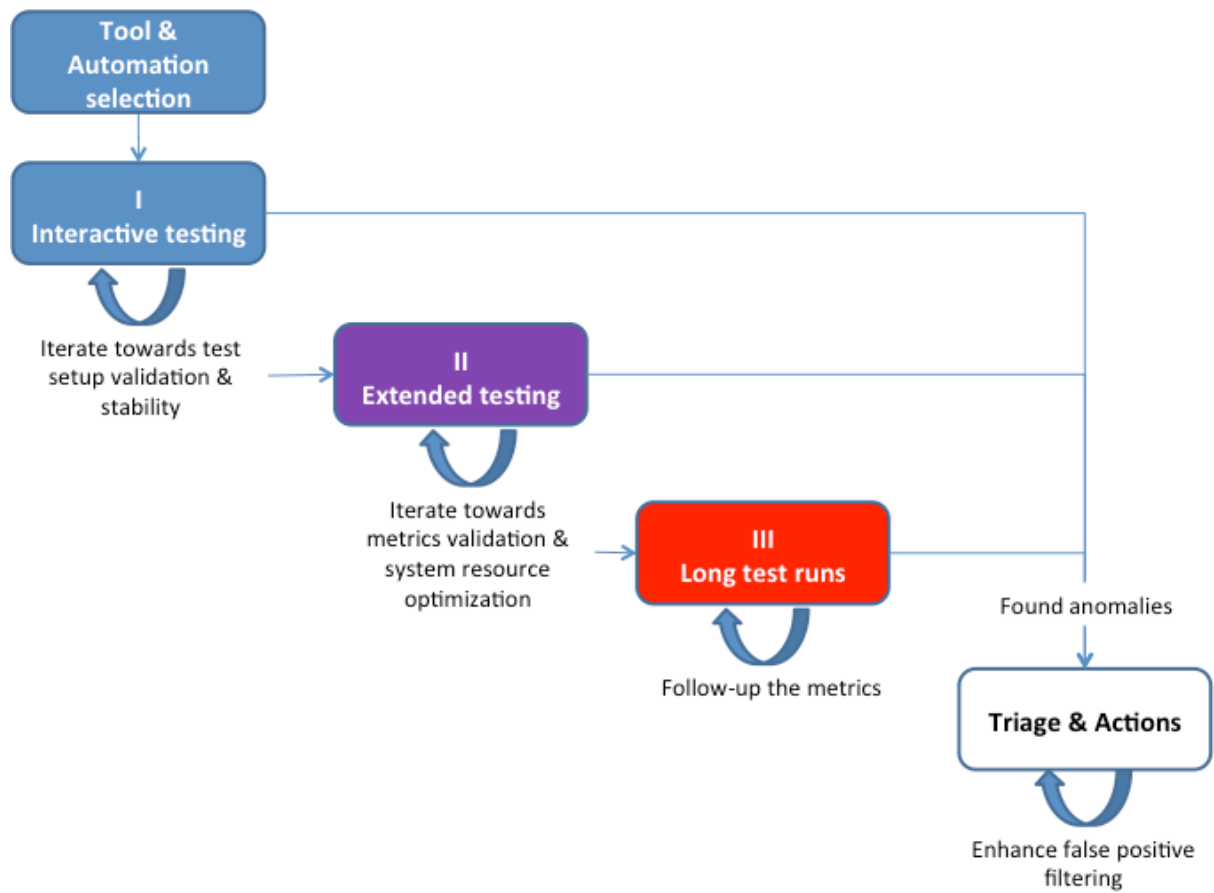 Tool &
Automation
selection
I
Interactive testing
Iterate towards test
setup validation &
stability
II
Extended testing
Iterate towards
metrics validation &
system resource
optimization
III
Long test runs
Follow-up the metrics
Found anomalies
Triage & Actions
Enhance false positive
filtering